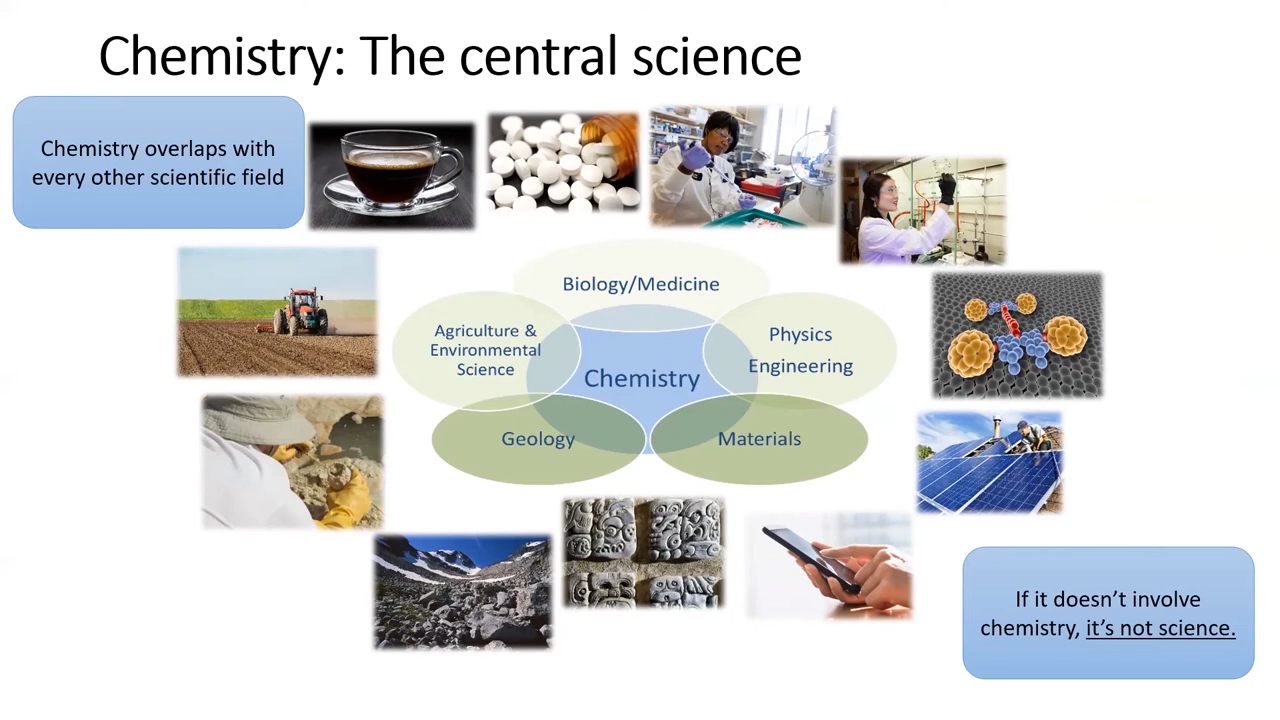 Chemistry: The central science
Chemistry overlaps with
every other scientific field
Biology/Medicine
Agriculture &
Environmental
Science
Physics
Engineering
Chemistry
Geology
Materials
If it doesn’t involve
chemistry, it’s not science.